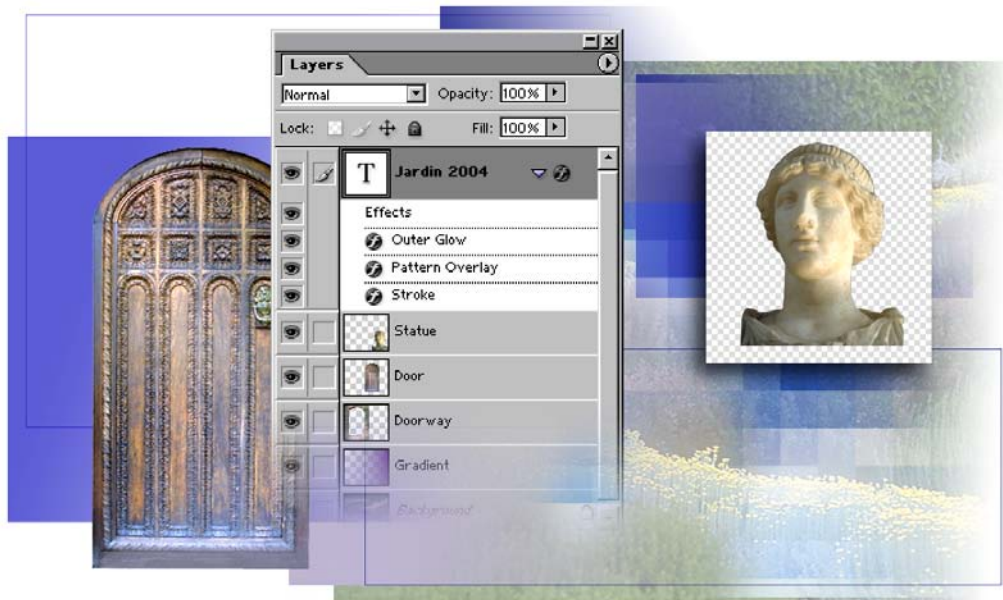 Layers
Normal Opacity: 100%
Lock: Fill: 100%
T Jardin 2004
Effects
Outer Glow
Pattern Overlay
Stroke
Statue
Door
Doorway
Gradient
Background